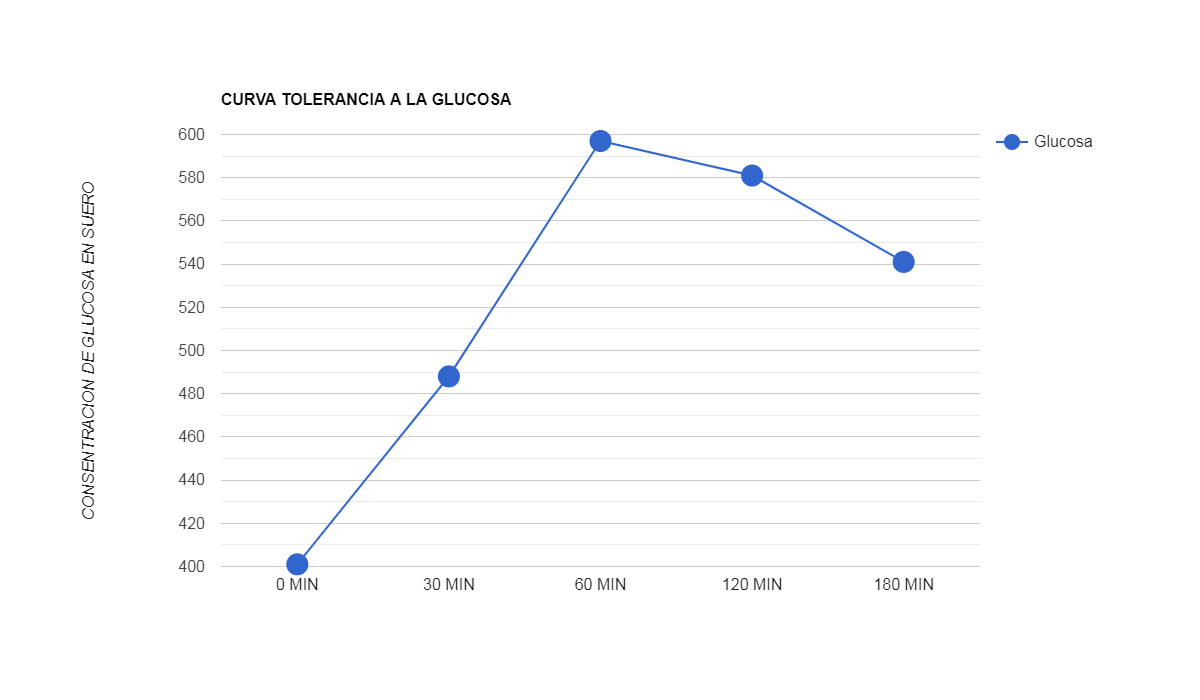 CURVA TOLERANCIA A LA GLUCOSA
CONSENTRACION DE GLUCOSA EN SUERO
600
580
560
540
520
500
480
460
440
420
400
0 MIN
30 MIN
60 MIN
120 MIN
180 MIN
Glucosa